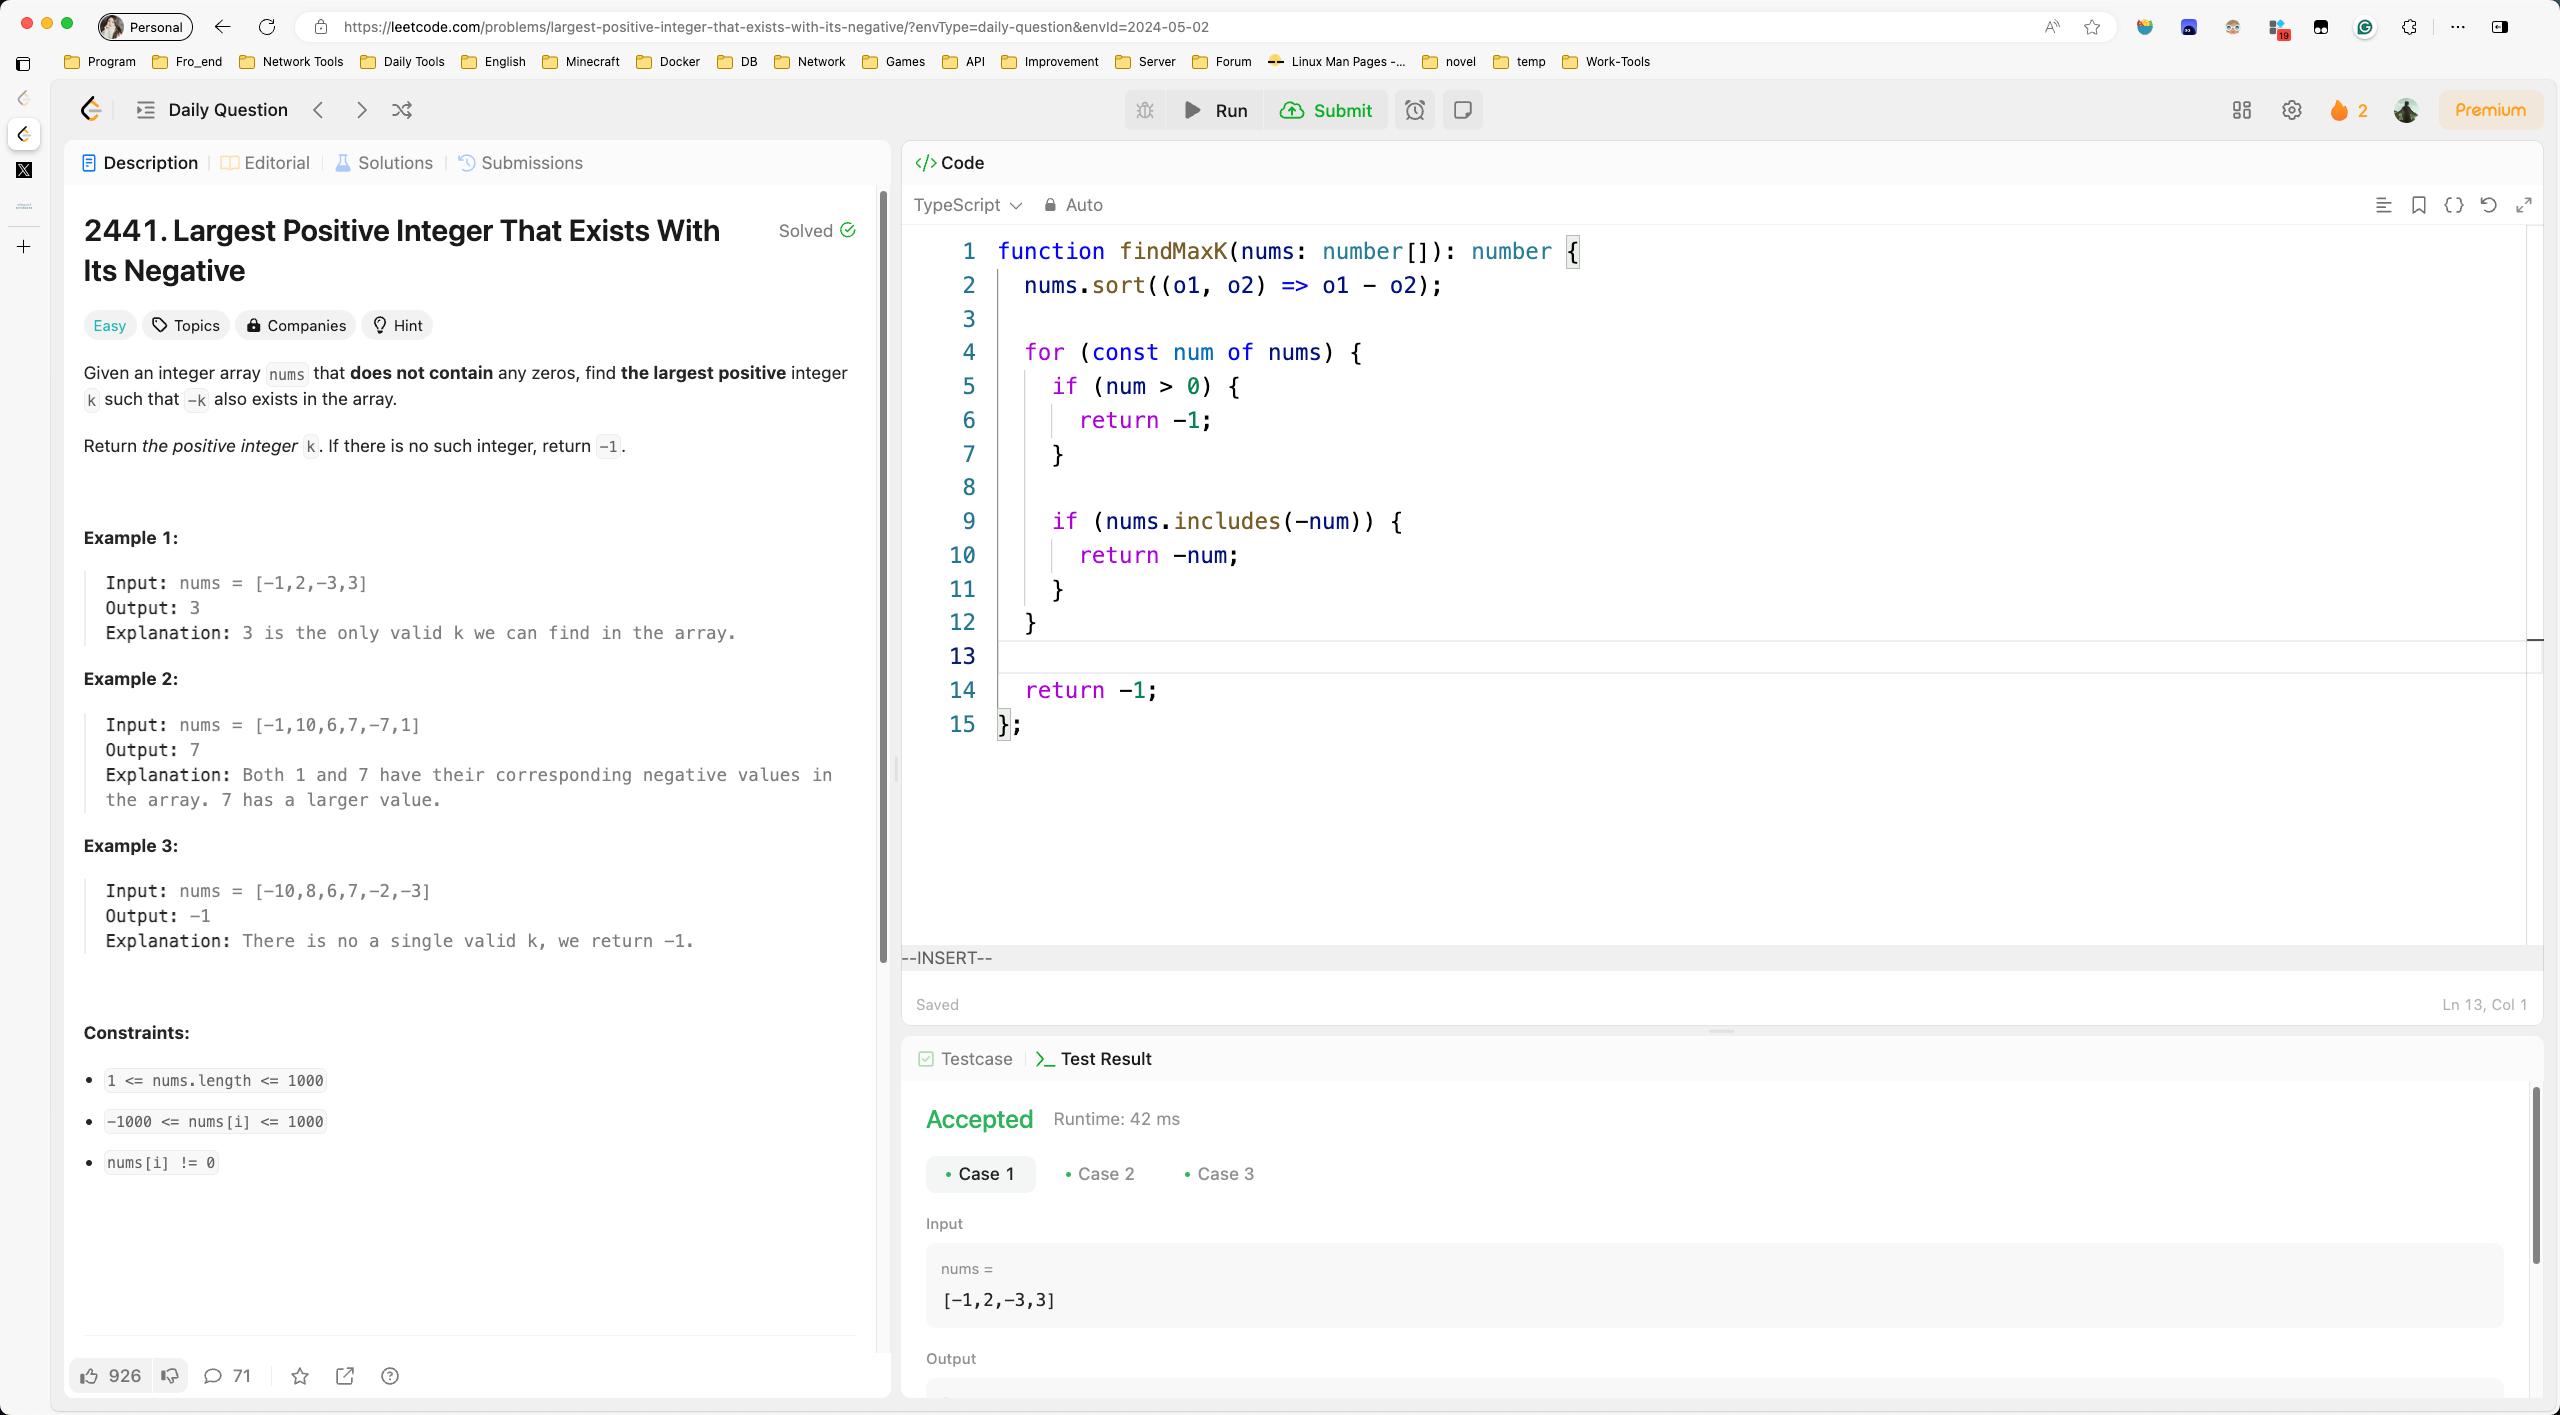 Personal
https://leetcode.com/problems/largest-positive-integer-that-exists-with-its-negative/?envType=daily-question&envId=2024-05-02
19
Program Fro_end Network Tools Daily Tools English Minecraft Docker DB Network Games API Improvement Server Forum Linux Man Pages -... novel temp Work-Tools
Daily Question
Run Submit
2
Premium
Description Editorial Solutions Submissions
2441. Largest Positive Integer That Exists With
Its Negative
Solved
Easy Topics Companies Hint
Given an integer array nums that does not contain any zeros, find the largest positive integer
k such that -k also exists in the array.
Return the positive integer k. If there is no such integer, return -1.
Example 1:
Input: nums = [-1,2,-3,3]
Output: 3
Explanation: 3 is the only valid k we can find in the array.
Example 2:
Input: nums = [-1,10,6,7,-7,1]
Output: 7
Explanation: Both 1 and 7 have their corresponding negative values in
the array. 7 has a larger value.
Example 3:
Input: nums = [-10,8,6,7,-2,-3]
Output: -1
Explanation: There is no a single valid k, we return -1.
Constraints:
• 1 <= nums.length <= 1000
• -1000 <= nums[i] <= 1000
• nums[i] != 0
926 71
</> Code
TypeScript Auto
1 function findMaxK(nums: number[]): number {
2 nums.sort((o1, o2) => o1 - o2);
3
4 for (const num of nums) {
5 if (num > 0) {
6 return -1;
7 }
8
9 if (nums.includes(-num)) {
10 return -num;
11 }
12 }
13
14 return -1;
15 };
--INSERT--
Saved
Ln 13, Col 1
Testcase >_ Test Result
Accepted Runtime: 42 ms
• Case 1 • Case 2 • Case 3
Input
nums =
[-1,2,-3,3]
Output